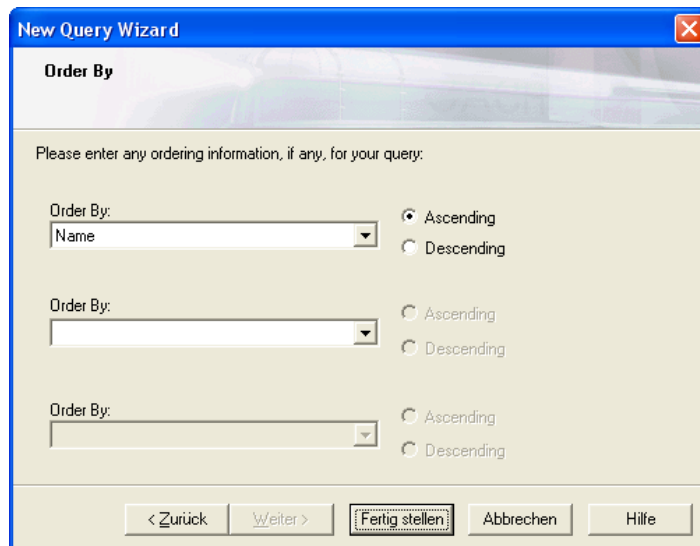 New Query Wizard
Order By
Please enter any ordering information, if any, for your query:
Order By:
Name
Ascending
Descending
Order By:
Ascending
Descending
Order By:
Ascending
Descending
< Zurück
Weiter >
Fertig stellen
Abbrechen
Hilfe